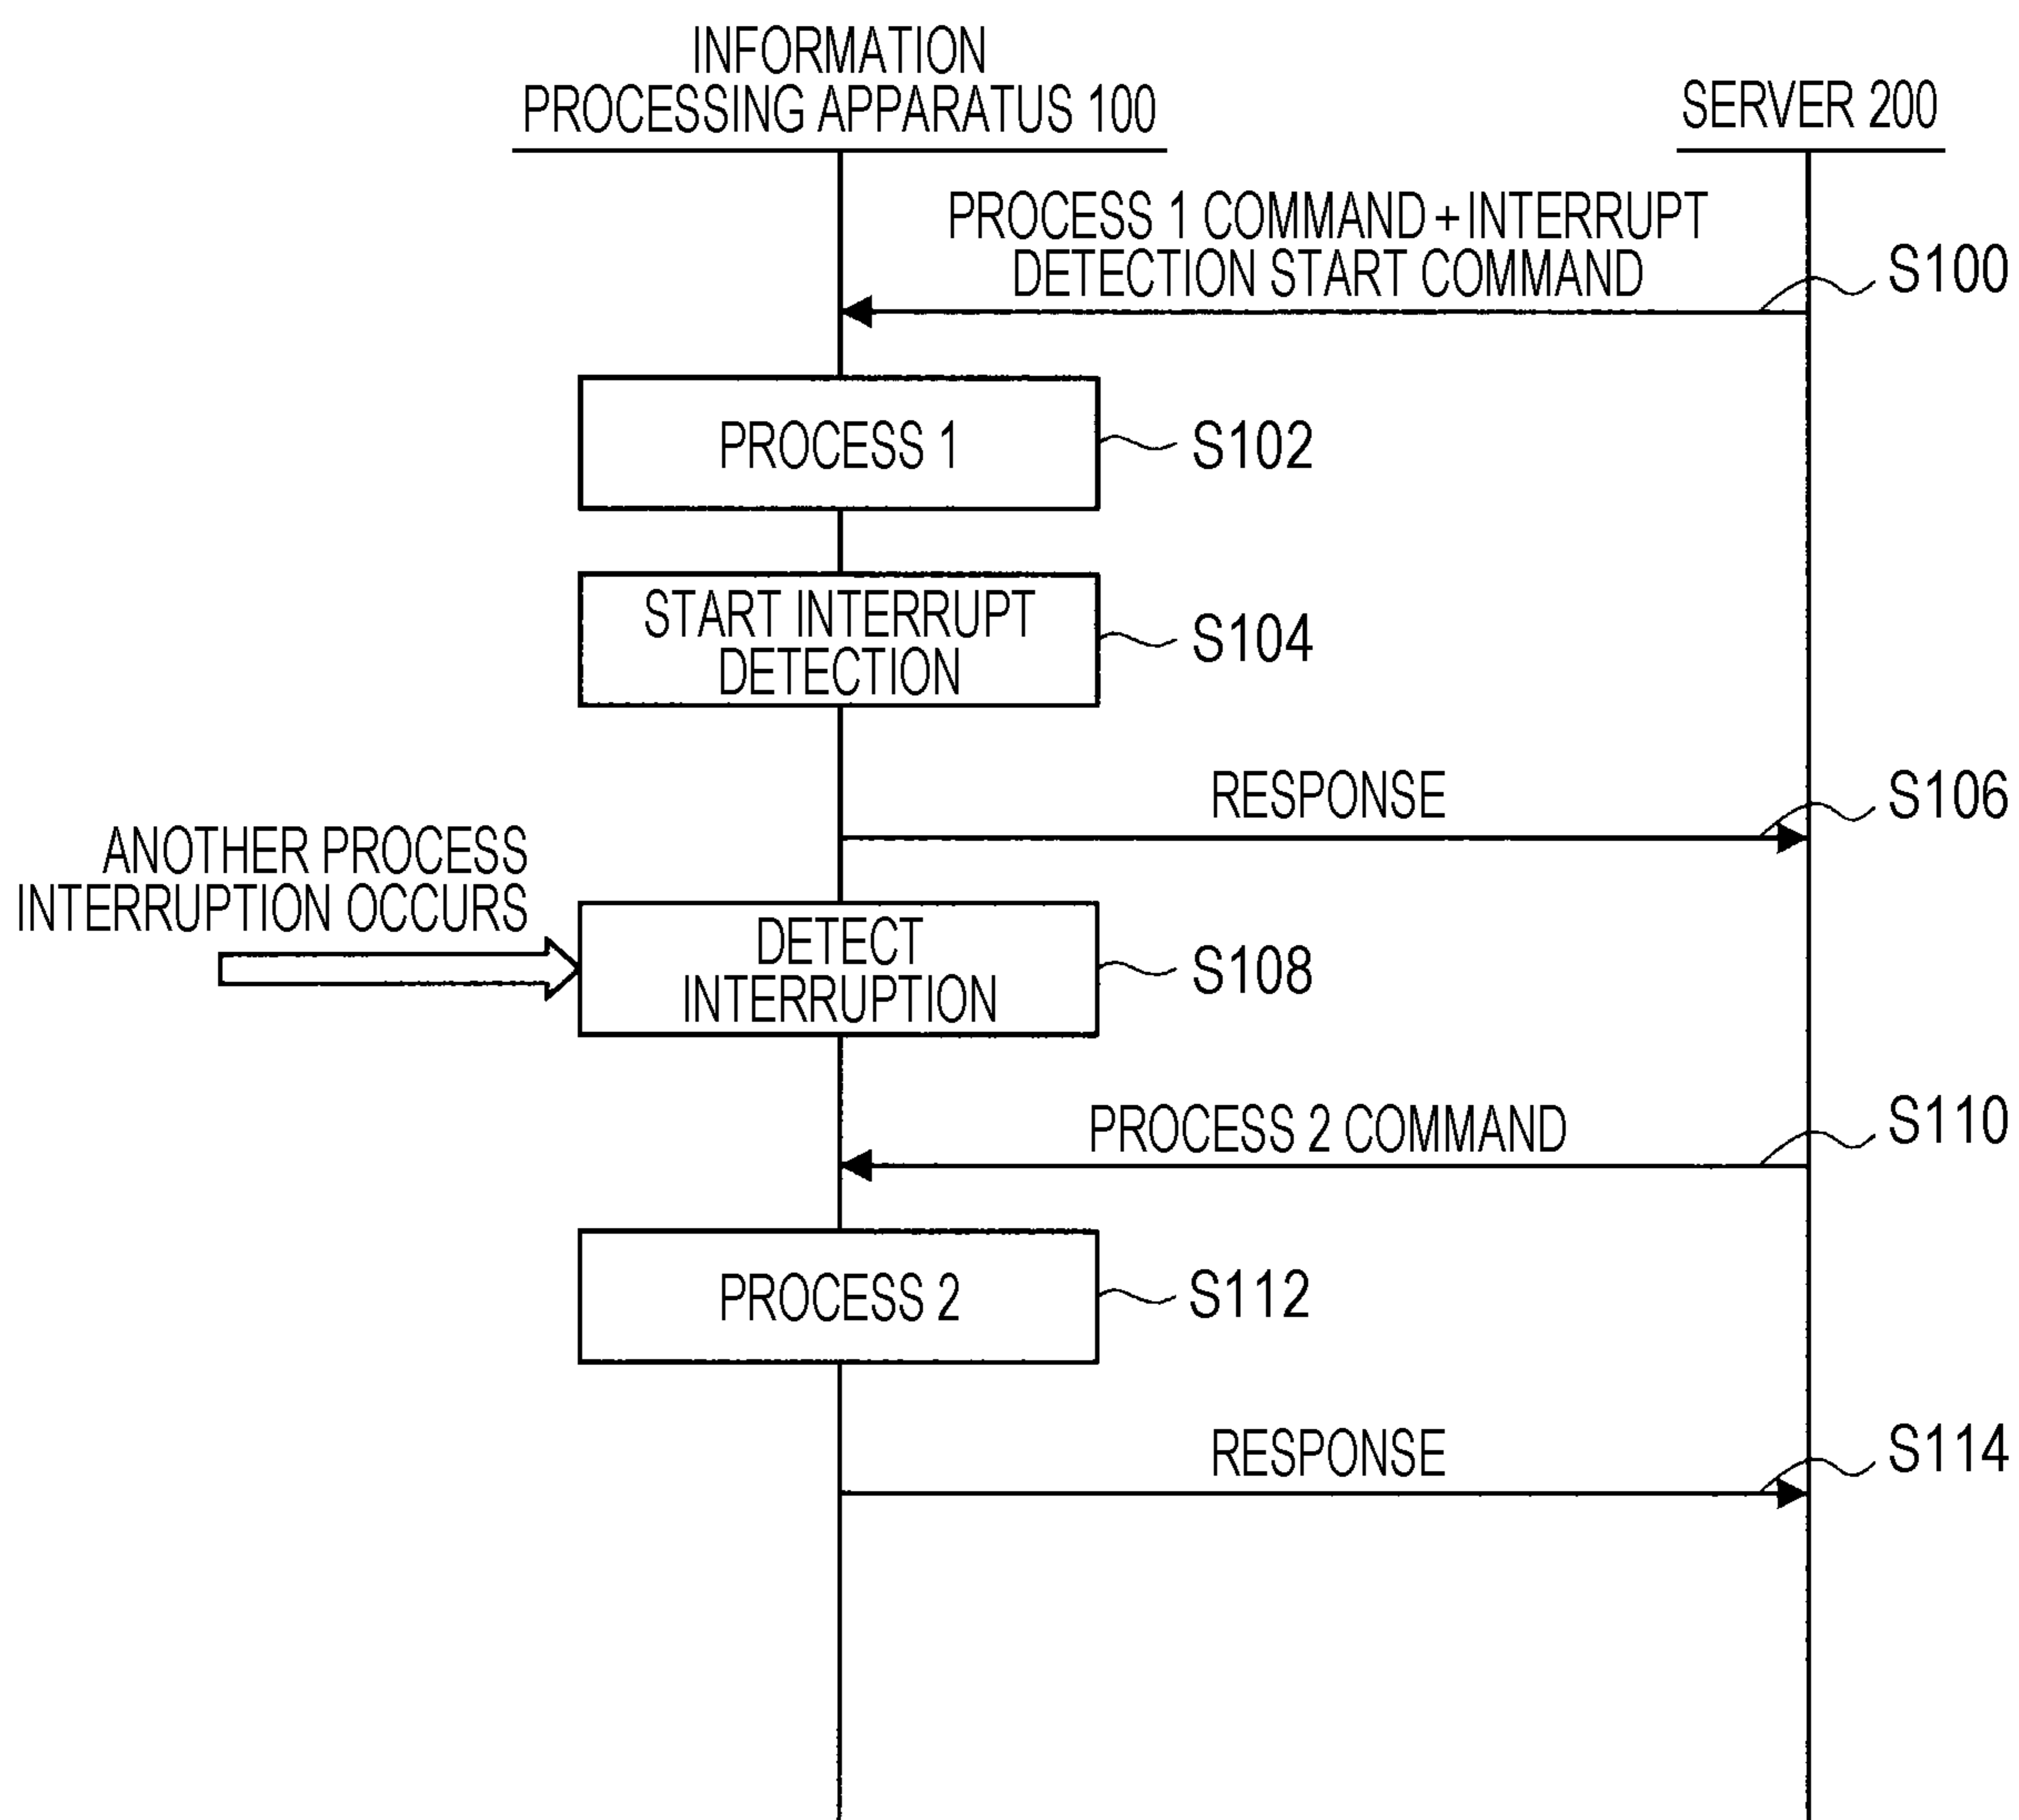 INFORMATION
PROCESSING APPARATUS 100
SERVER 200
PROCESS 1 COMMAND + INTERRUPT
DETECTION START COMMAND
S100
PROCESS 1
S102
START INTERRUPT
DETECTION
S104
RESPONSE
S106
ANOTHER PROCESS
INTERRUPTION OCCURS
DETECT
INTERRUPTION
S108
PROCESS 2 COMMAND
S110
PROCESS 2
S112
RESPONSE
S114